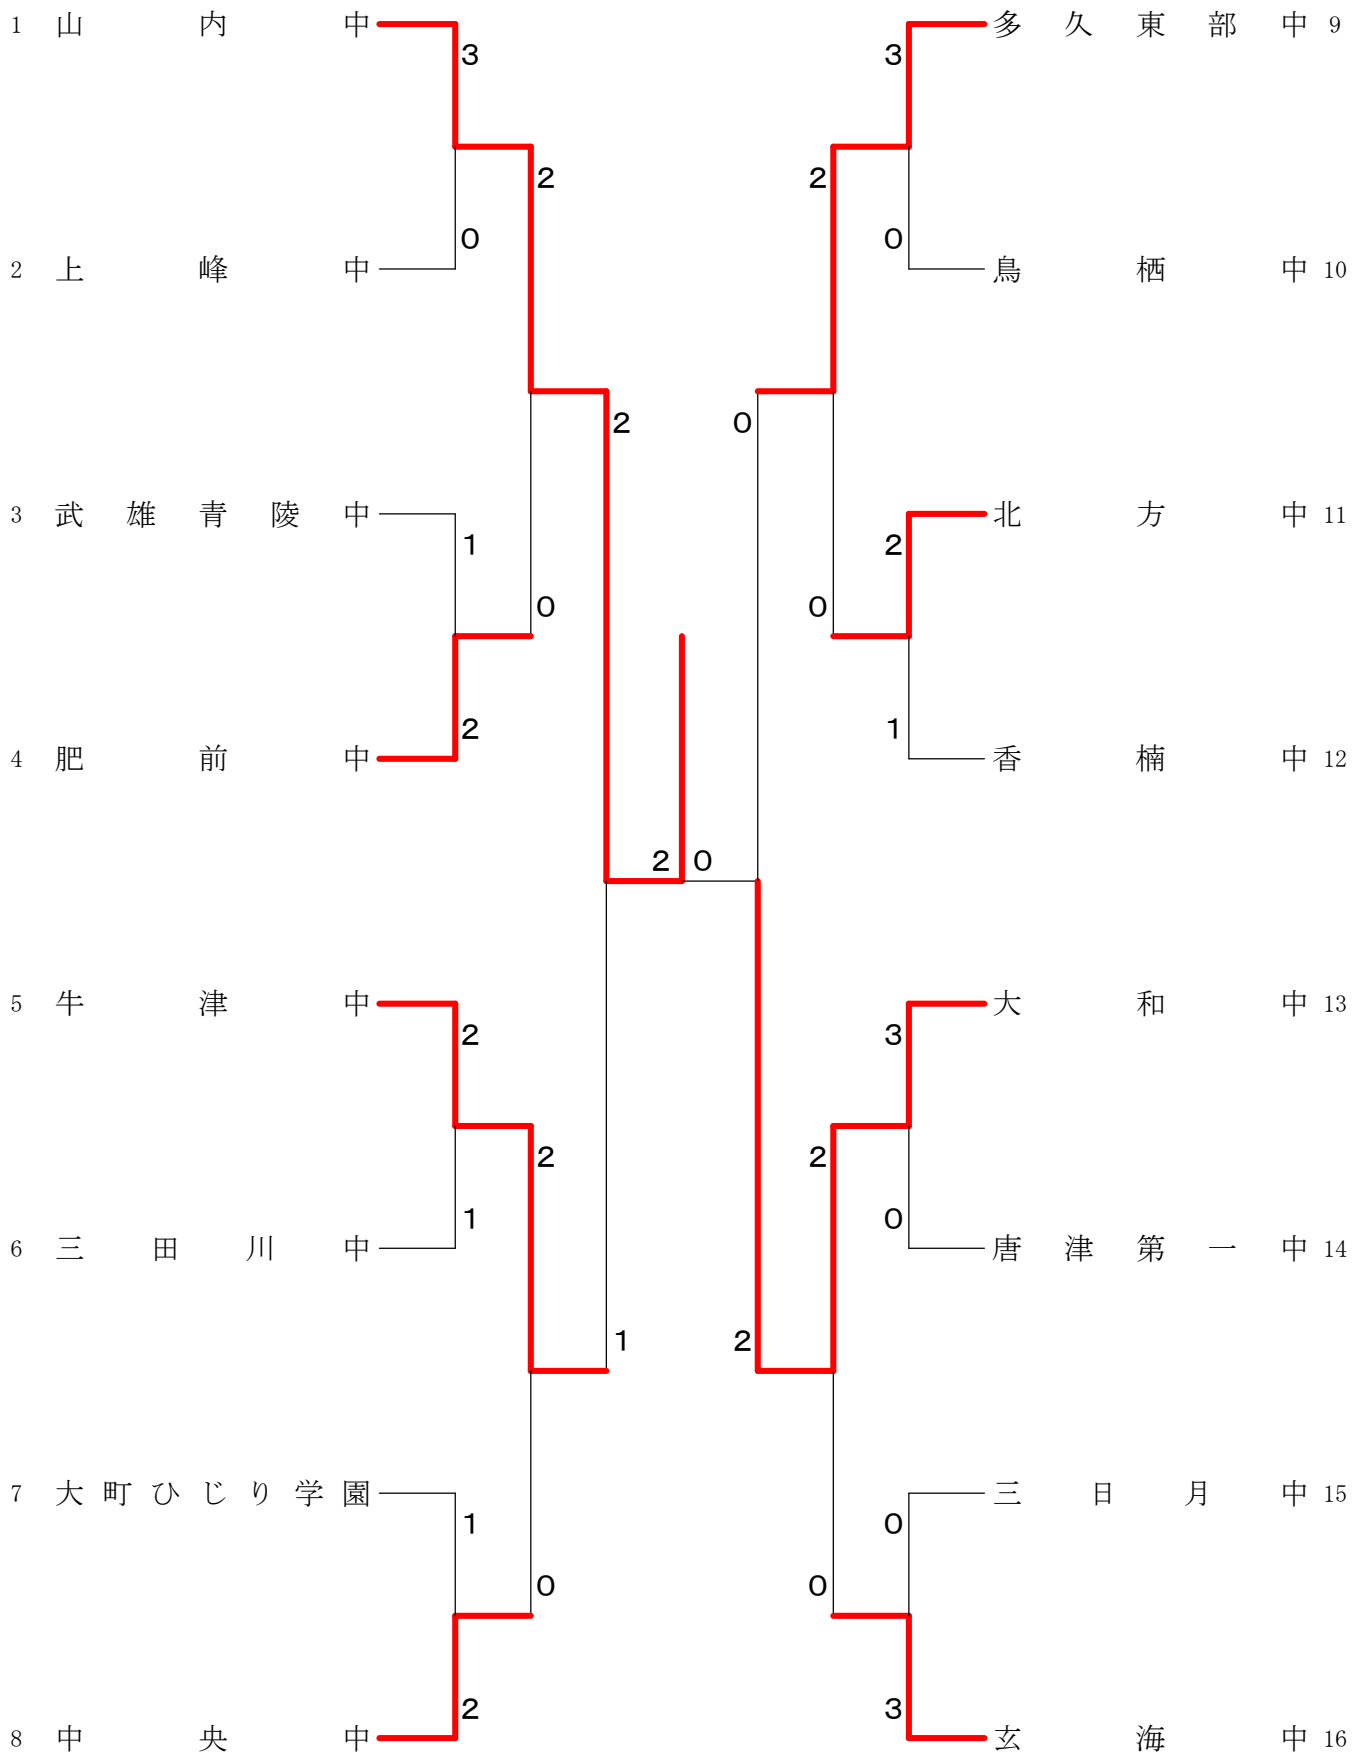 1 山内中 3 3 多久東部中 9
2 2
0 0
2 上峰中 鳥栖中 10
2 0
3 武雄青陵中 北方中 11
1 2
0 0
2 1
4 肥前中 香楠中 12
2 0
5 牛津中 大和中 13
2 3
2 2
1 0
6 三田川中 唐津第一中 14
1 2
7 大町ひじり学園 三日月中 15
1 0
0 0
2 3
8 中央中 玄海中 16